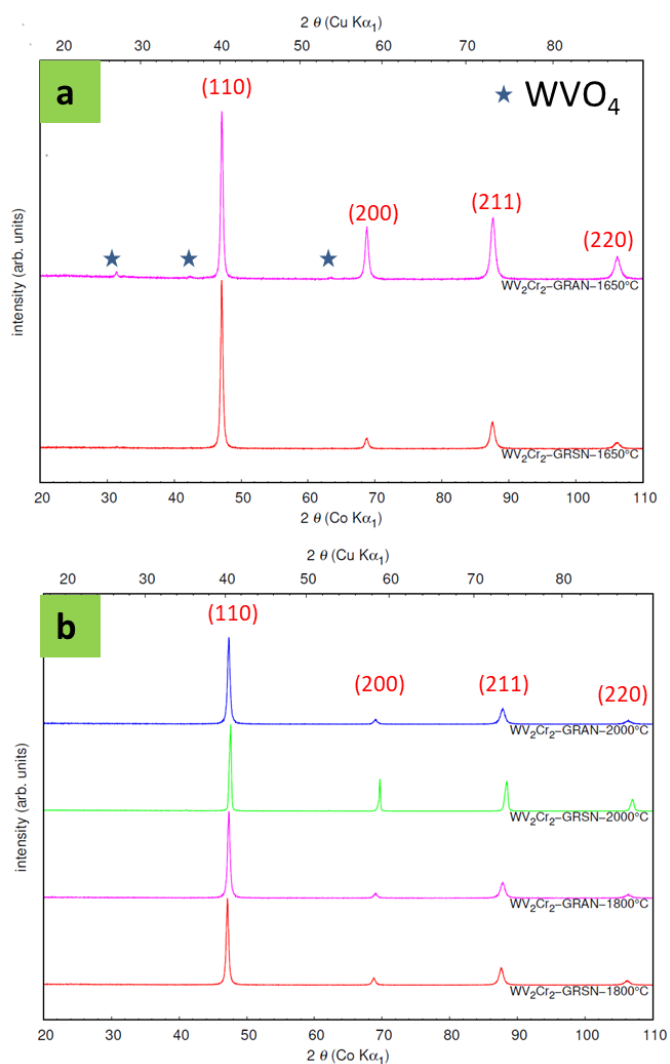 2 θ (Cu Kα₁)
20 30 40 50 60 70 80
a
(110)
★ WVO₄
(200)
(211)
(220)
★ ★ ★
WV₂Cr₂–GRAN–1650°C
WV₂Cr₂–GRSN–1650°C
intensity (arb. units)
20 30 40 50 60 70 80 90 100 110
2 θ (Co Kα₁)
2 θ (Cu Kα₁)
20 30 40 50 60 70 80
b
(110)
(200)
(211)
(220)
WV₂Cr₂–GRAN–2000°C
WV₂Cr₂–GRSN–2000°C
WV₂Cr₂–GRAN–1800°C
WV₂Cr₂–GRSN–1800°C
intensity (arb. units)
20 30 40 50 60 70 80 90 100 110
2 θ (Co Kα₁)